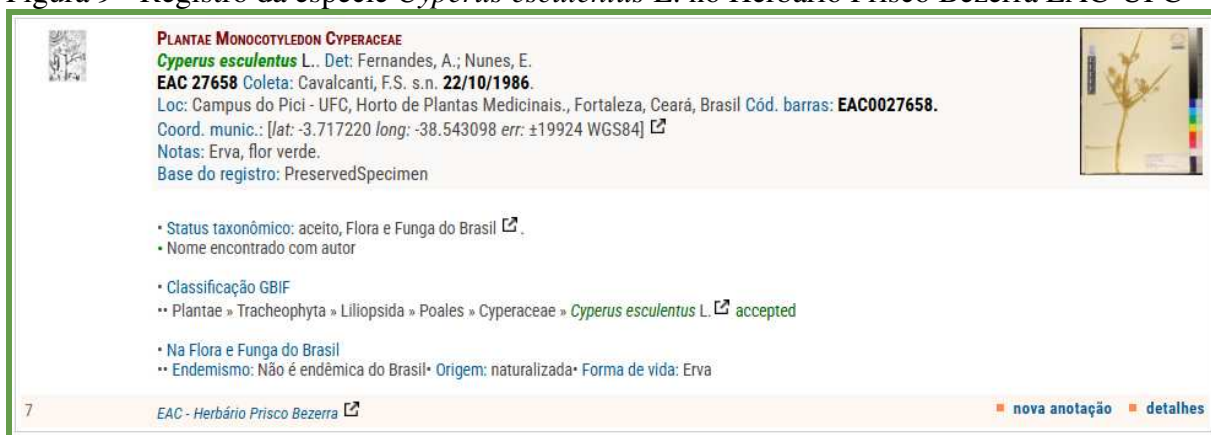 Figura 9 - Registro da espécie Cyperus esculentus L. no Herbário Prisco Bezerra EAC-UFC
PLANTAE MONOCOTYLEDON CYPERACEAE
Cyperus esculentus L.. Det: Fernandes, A.; Nunes, E.
EAC 27658 Coleta: Cavalcanti, F.S. s.n. 22/10/1986.
Loc: Campus do Pici - UFC, Horto de Plantas Medicinais., Fortaleza, Ceará, Brasil Cód. barras: EAC0027658.
Coord. munic.: [lat: -3.717220 long: -38.543098 err: ±19924 WGS84]
Notas: Erva, flor verde.
Base do registro: PreservedSpecimen
• Status taxonômico: aceito, Flora e Funga do Brasil .
• Nome encontrado com autor
• Classificação GBIF
•• Plantae » Tracheophyta » Liliopsida » Poales » Cyperaceae » Cyperus esculentus L. accepted
• Na Flora e Funga do Brasil
•• Endemismo: Não é endêmica do Brasil• Origem: naturalizada• Forma de vida: Erva
7 EAC - Herbário Prisco Bezerra nova anotação detalhes